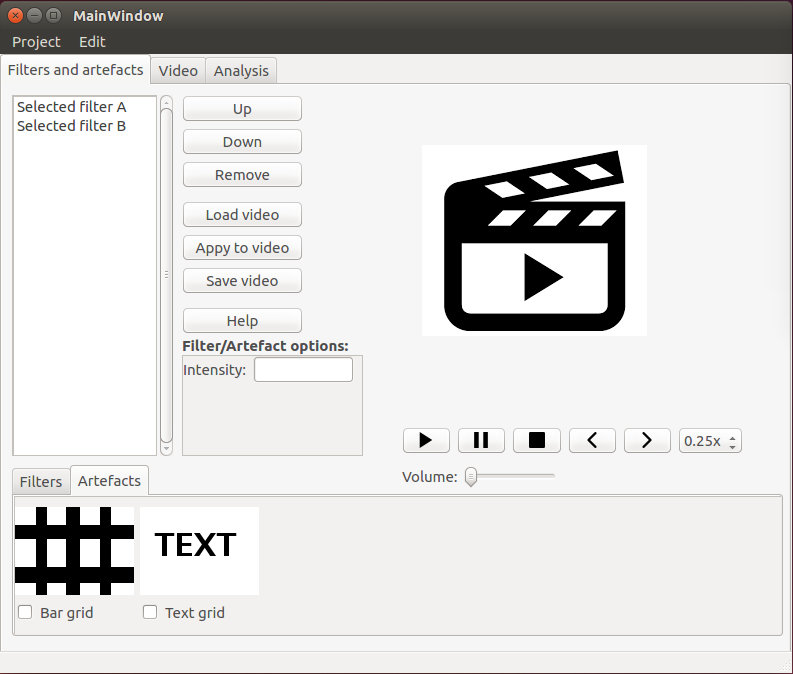 MainWindow
Project Edit
Filters and artefacts Video Analysis
Selected filter A
Selected filter B
Up
Down
Remove
Load video
Appy to video
Save video
Help
Filter/Artefact options:
Intensity:
0.25x
Volume:
Filters Artefacts
TEXT
Bar grid Text grid